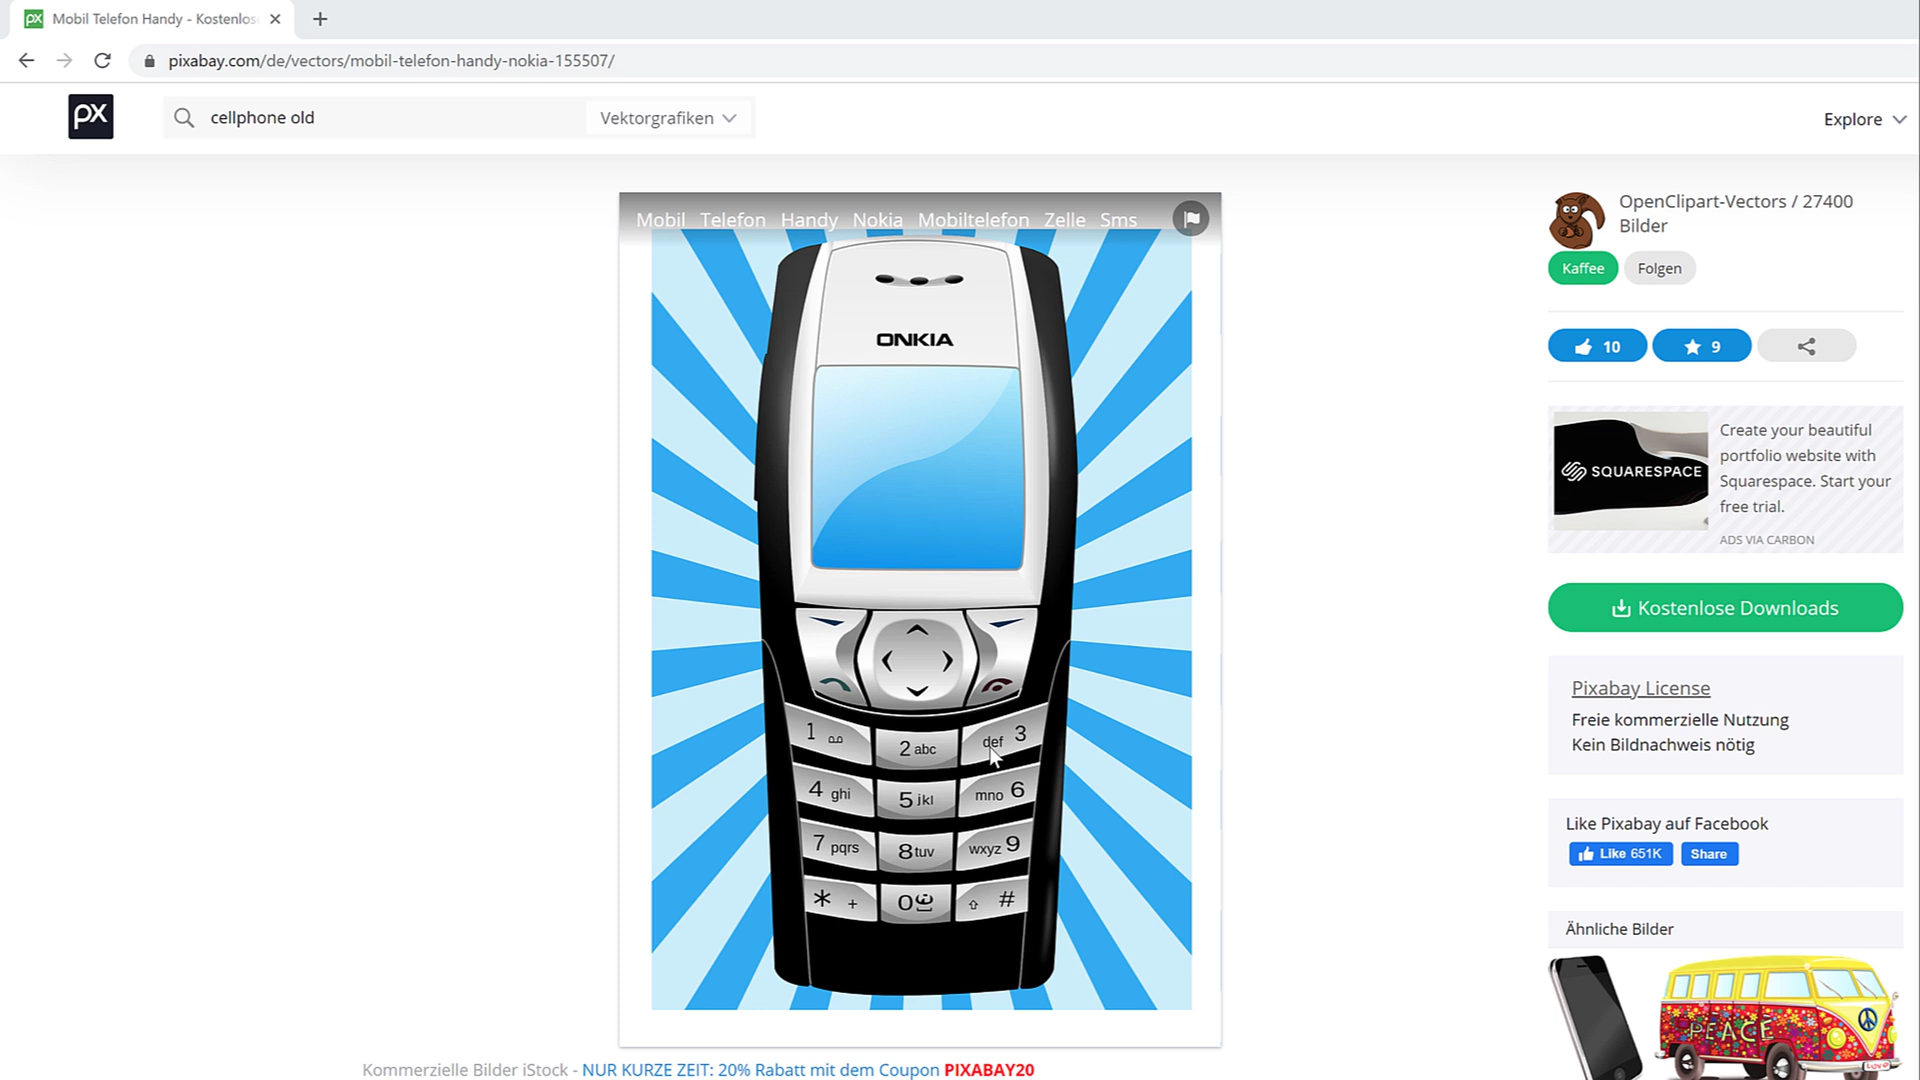 Mobil Telefon Handy - Kostenlos
pixabay.com/de/vectors/mobil-telefon-handy-nokia-155507/
px
cellphone old
Vektorgrafiken
Explore
Mobil Telefon Handy Nokia Mobiltelefon Zelle Sms
ONKIA
1
2 abc
def 3
4 ghi
5 jkl
mno 6
7 pqrs
8 tuv
wxyz 9
* +
0
#
OpenClipart-Vectors / 27400
Bilder
Kaffee
Folgen
10
9
SQUARESPACE
Create your beautiful
portfolio website with
Squarespace. Start your
free trial.
ADS VIA CARBON
Kostenlose Downloads
Pixabay License
Freie kommerzielle Nutzung
Kein Bildnachweis nötig
Like Pixabay auf Facebook
Like 651K
Share
Ähnliche Bilder
PEACE
Love
Kommerzielle Bilder iStock - NUR KURZE ZEIT: 20% Rabatt mit dem Coupon PIXABAY20